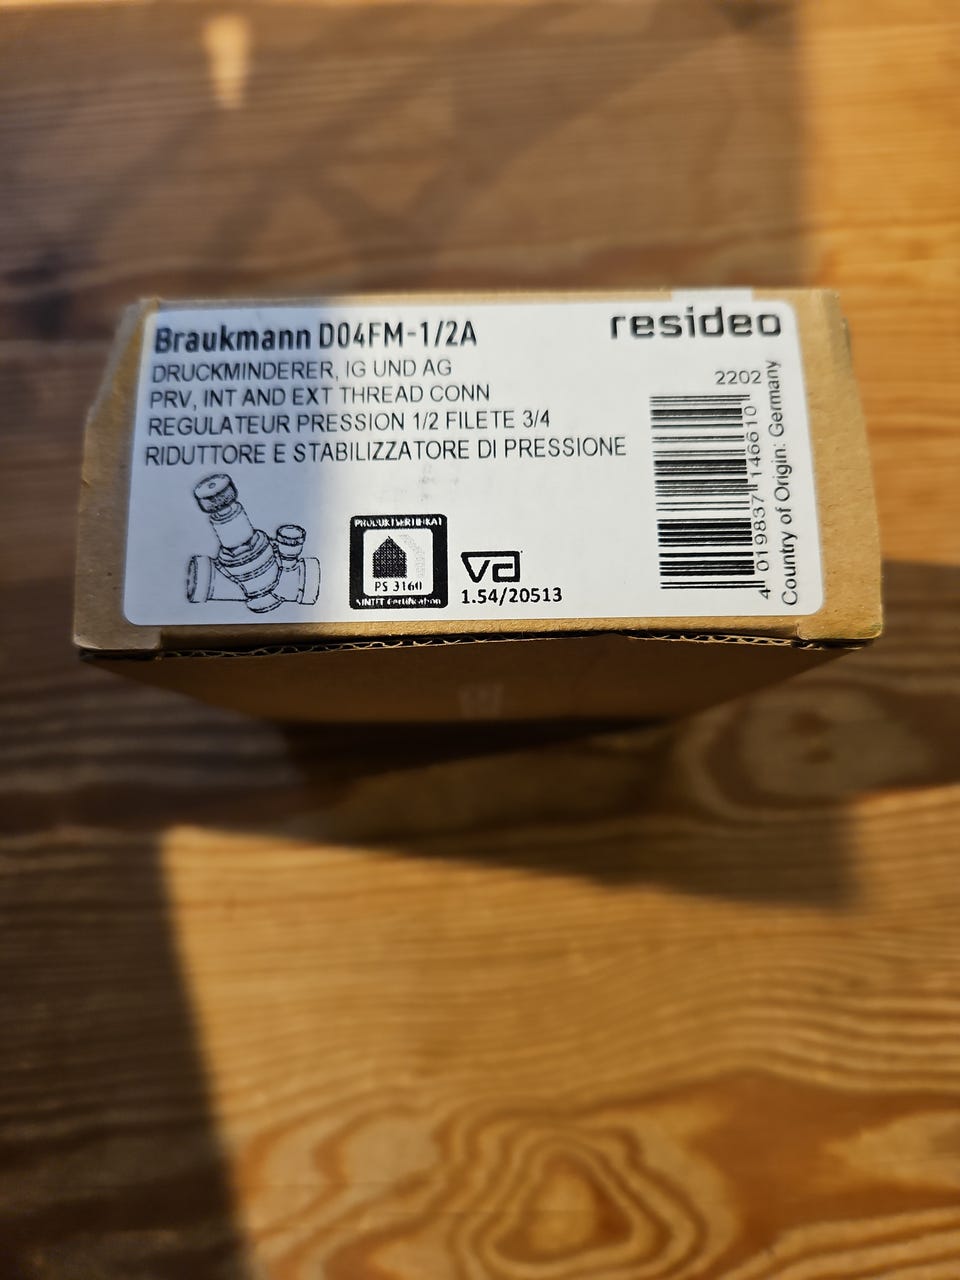 Braukmann D04FM-1/2A
resideo
DRUCKMINDERER, IG UND AG
PRV, INT AND EXT THREAD CONN
REGULATEUR PRESSION 1/2 FILETE 3/4
RIDUTTORE E STABILIZZATORE DI PRESSIONE
2202
4 019837 146610
Country of Origin: Germany
PRODUKTSERTIFIKAT
PS 3160
SINTEF Certification
va
1.54/20513